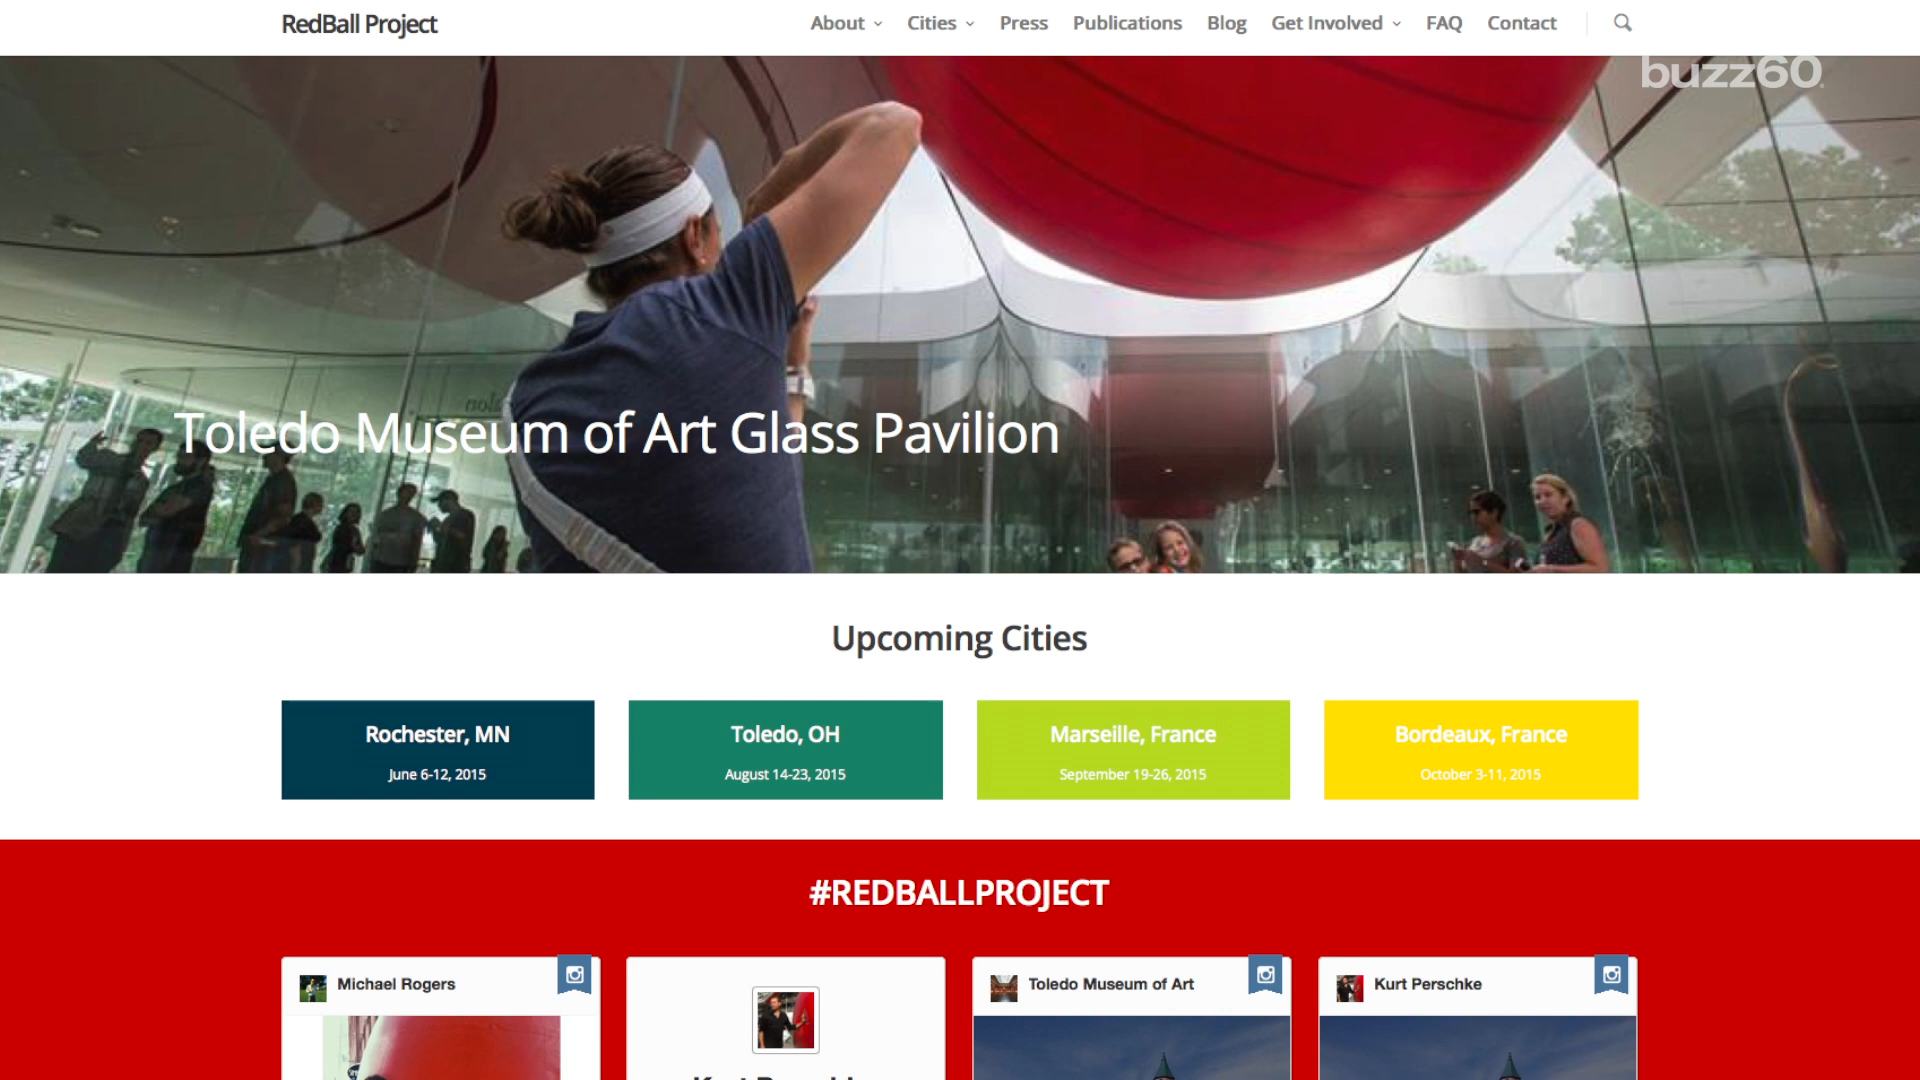 RedBall Project
About Cities Press Publications Blog Get Involved FAQ Contact
buzz60
Toledo Museum of Art Glass Pavilion
Upcoming Cities
Rochester, MN
June 6-12, 2015
Toledo, OH
August 14-23, 2015
Marseille, France
September 19-26, 2015
Bordeaux, France
October 3-11, 2015
#REDBALLPROJECT
Michael Rogers
Toledo Museum of Art
Kurt Perschke